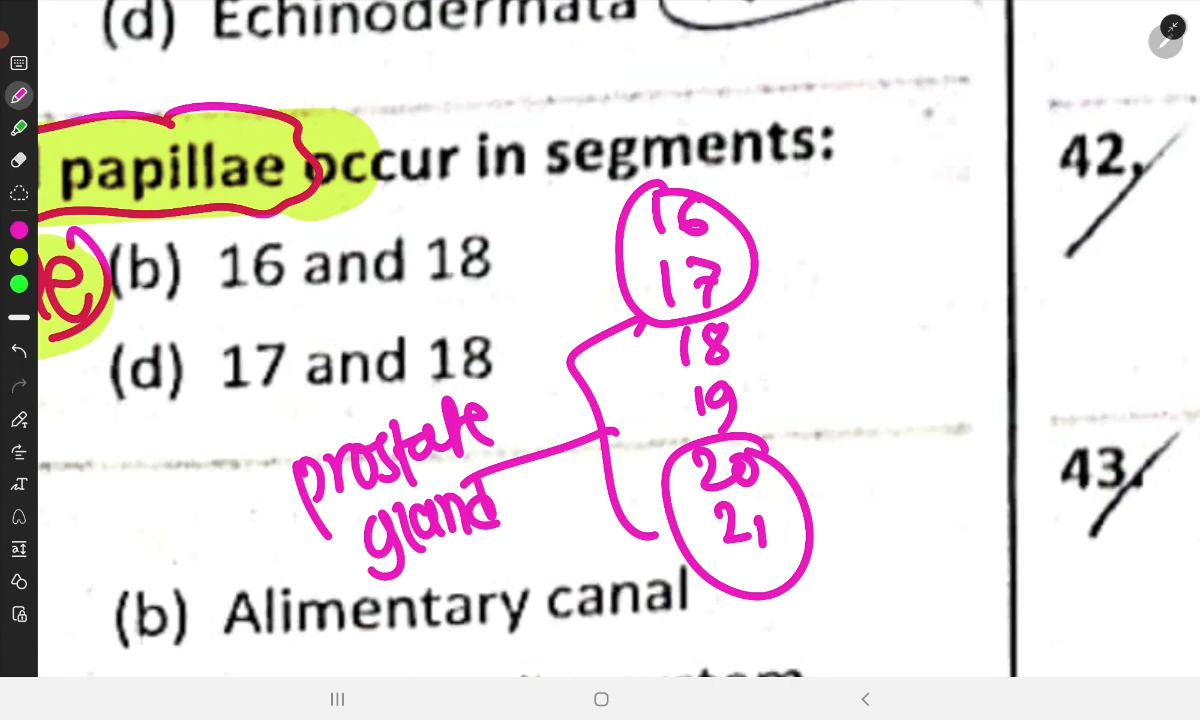 (d) Echinodermata
papillae occur in segments:
42.
e
(b) 16 and 18
16
17
(d) 17 and 18
18
19
prostate
gland
20
21
43.
(b) Alimentary canal